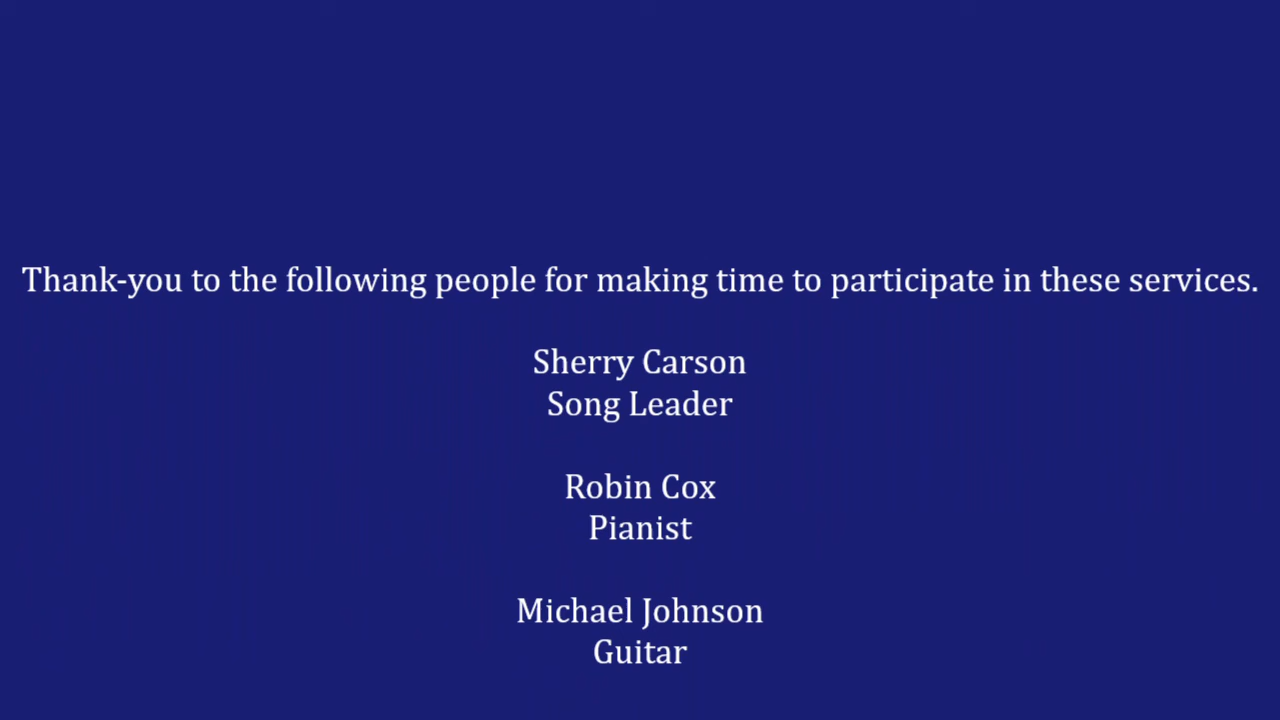 Thank-you to the following people for making time to participate in these services.
Sherry Carson
Song Leader
Robin Cox
Pianist
Michael Johnson
Guitar